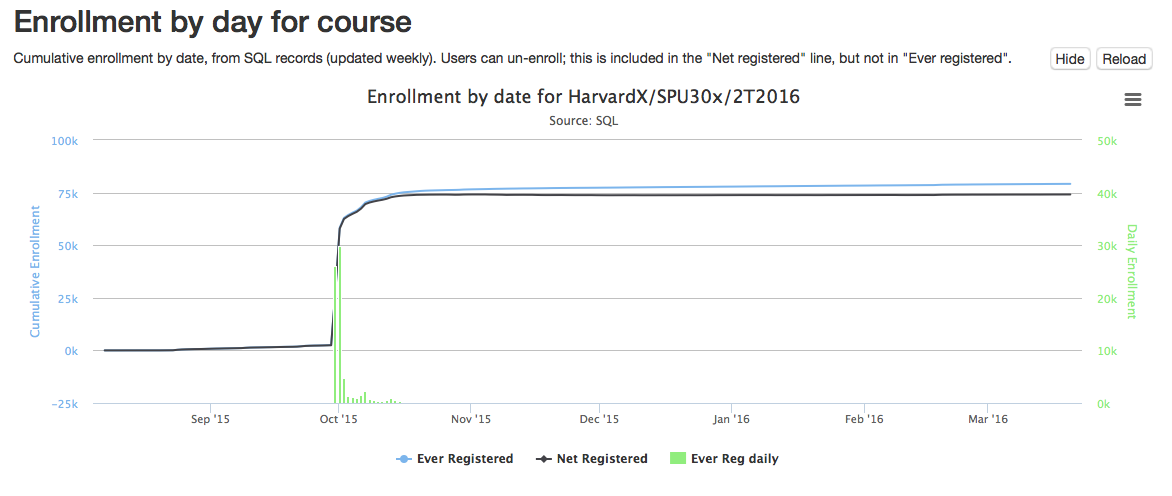 Enrollment by day for course
Cumulative enrollment by date, from SQL records (updated weekly). Users can un-enroll; this is included in the "Net registered" line, but not in "Ever registered".
Hide
Reload
Enrollment by date for HarvardX/SPU30x/2T2016
Source: SQL
100k
75k
50k
25k
0k
−25k
Cumulative Enrollment
50k
40k
30k
20k
10k
0k
Daily Enrollment
Sep '15
Oct '15
Nov '15
Dec '15
Jan '16
Feb '16
Mar '16
Ever Registered
Net Registered
Ever Reg daily